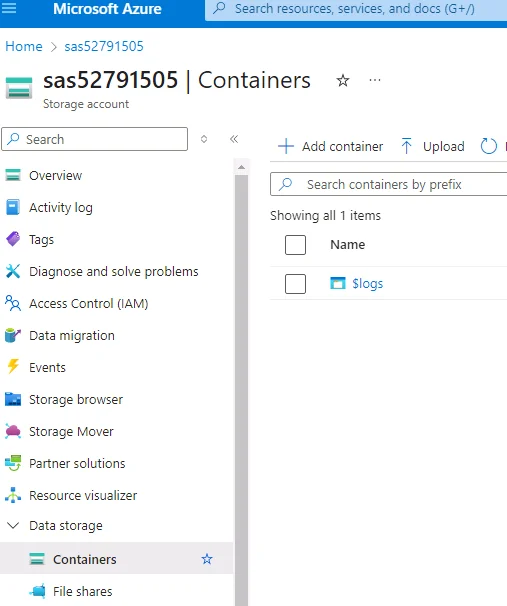 Microsoft Azure
Search resources, services, and docs (G+/)
Home > sas52791505
sas52791505 | Containers
Storage account
Search
Add container Upload
Overview
Search containers by prefix
Activity log
Showing all 1 items
Tags
Name
Diagnose and solve problems
$logs
Access Control (IAM)
Data migration
Events
Storage browser
Storage Mover
Partner solutions
Resource visualizer
Data storage
Containers
File shares